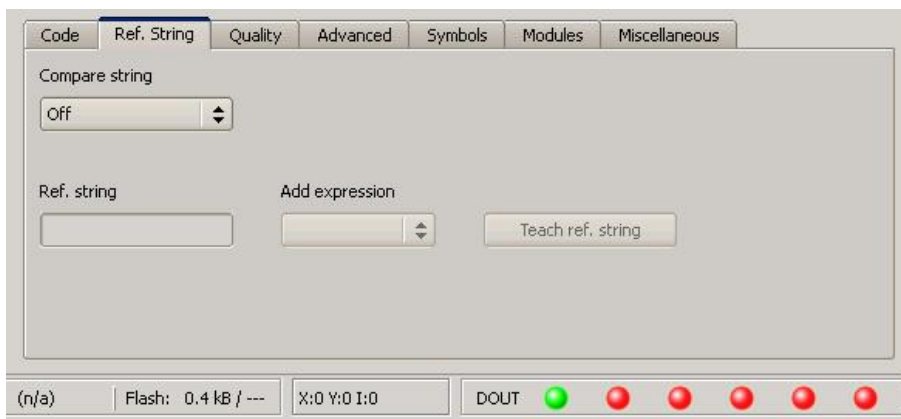 Code Ref. String Quality Advanced Symbols Modules Miscellaneous
Compare string
Off
Ref. string Add expression
Teach ref. string
(n/a) Flash: 0.4 kB / --- X:0 Y:0 I:0 DOUT